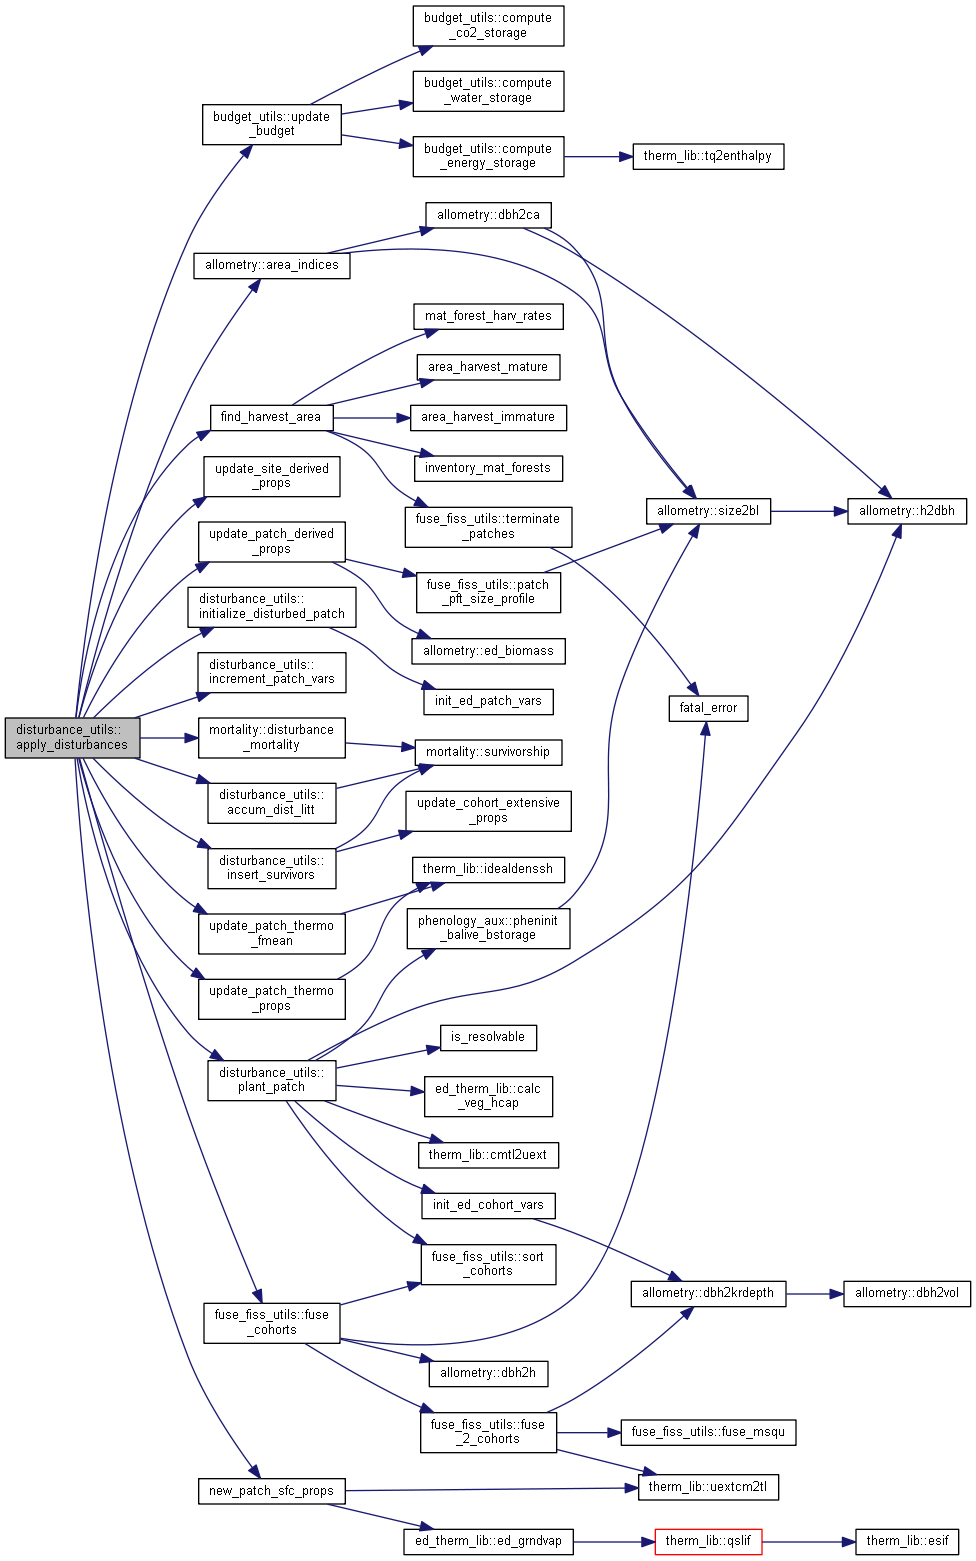 budget_utils::compute
_co2_storage
budget_utils::compute
_water_storage
budget_utils::update
_budget
budget_utils::compute
_energy_storage
therm_lib::tq2enthalpy
allometry::dbh2ca
allometry::area_indices
mat_forest_harv_rates
area_harvest_mature
find_harvest_area
area_harvest_immature
inventory_mat_forests
update_site_derived
_props
fuse_fiss_utils::terminate
_patches
allometry::size2bl
allometry::h2dbh
update_patch_derived
_props
fuse_fiss_utils::patch
_pft_size_profile
disturbance_utils::
initialize_disturbed_patch
allometry::ed_biomass
disturbance_utils::
increment_patch_vars
init_ed_patch_vars
fatal_error
disturbance_utils::
apply_disturbances
mortality::disturbance
_mortality
mortality::survivorship
disturbance_utils::
accum_dist_litt
update_cohort_extensive
_props
disturbance_utils::
insert_survivors
therm_lib::idealdenssh
update_patch_thermo
_fmean
phenology_aux::pheninit
_balive_bstorage
update_patch_thermo
_props
is_resolvable
disturbance_utils::
plant_patch
ed_therm_lib::calc
_veg_hcap
therm_lib::cmtl2uext
init_ed_cohort_vars
fuse_fiss_utils::sort
_cohorts
allometry::dbh2krdepth
allometry::dbh2vol
fuse_fiss_utils::fuse
_cohorts
allometry::dbh2h
fuse_fiss_utils::fuse
_2_cohorts
fuse_fiss_utils::fuse_msqu
new_patch_sfc_props
therm_lib::uextcm2tl
ed_therm_lib::ed_grndvap
therm_lib::qslif
therm_lib::esif